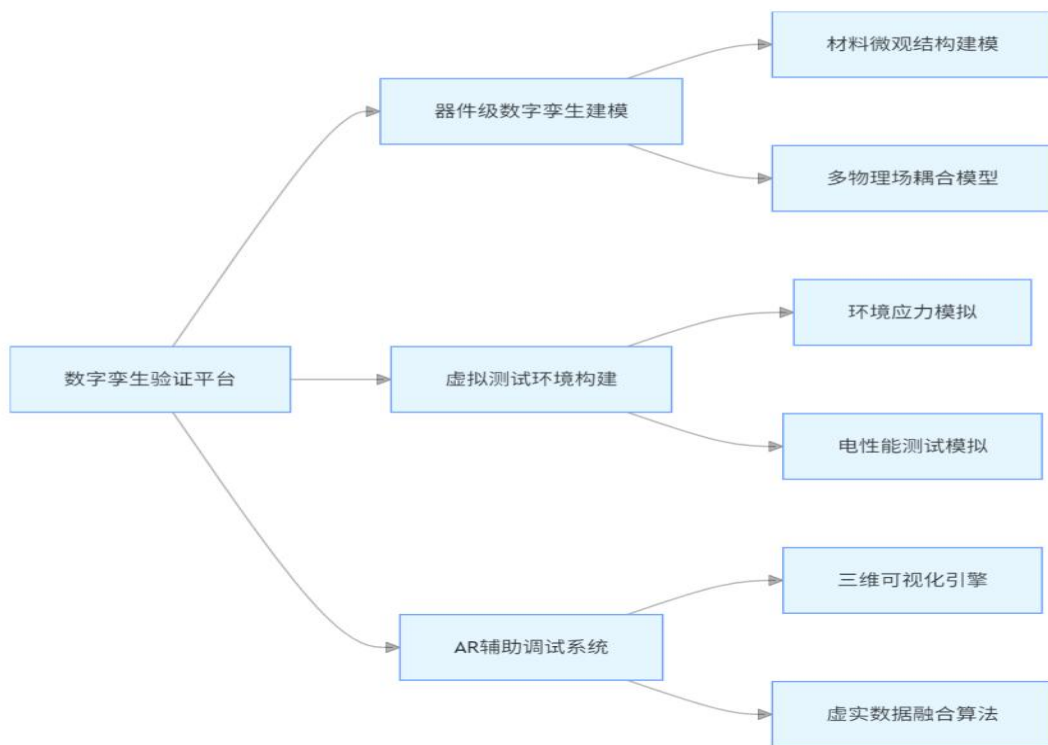 材料微观结构建模
器件级数字孪生建模
多物理场耦合模型
环境应力模拟
数字孪生验证平台
虚拟测试环境构建
电性能测试模拟
三维可视化引擎
AR辅助调试系统
虚实数据融合算法